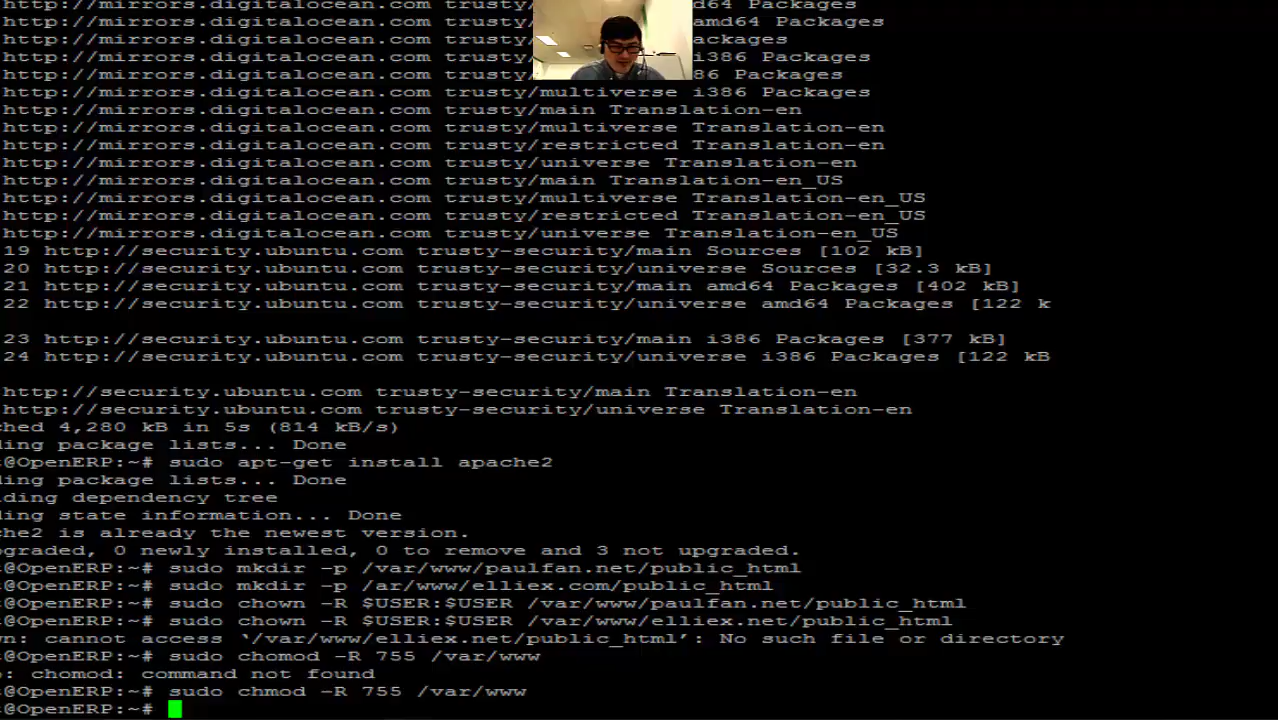 http://mirrors.digitalocean.com d64 Packages
http://mirrors.digitalocean.com amd64 Packages
http://mirrors.digitalocean.com ackages
http://mirrors.digitalocean.com i386 Packages
http://mirrors.digitalocean.com 86 Packages
http://mirrors.digitalocean.com trusty/multiverse i386 Packages
http://mirrors.digitalocean.com trusty/main Translation-en
http://mirrors.digitalocean.com trusty/multiverse Translation-en
http://mirrors.digitalocean.com trusty/restricted Translation-en
http://mirrors.digitalocean.com trusty/universe Translation-en
http://mirrors.digitalocean.com trusty/main Translation-en_US
http://mirrors.digitalocean.com trusty/multiverse Translation-en_US
http://mirrors.digitalocean.com trusty/restricted Translation-en_US
http://mirrors.digitalocean.com trusty/universe Translation-en_US
19 http://security.ubuntu.com trusty-security/main Sources [102 kB]
20 http://security.ubuntu.com trusty-security/universe Sources [32.3 kB]
21 http://security.ubuntu.com trusty-security/main amd64 Packages [402 kB]
22 http://security.ubuntu.com trusty-security/universe amd64 Packages [122 k
23 http://security.ubuntu.com trusty-security/main i386 Packages [377 kB]
24 http://security.ubuntu.com trusty-security/universe i386 Packages [122 kB
http://security.ubuntu.com trusty-security/main Translation-en
http://security.ubuntu.com trusty-security/universe Translation-en
ched 4,280 kB in 5s (814 kB/s)
ding package lists... Done
@OpenERP:~# sudo apt-get install apache2
ding package lists... Done
lding dependency tree
ding state information... Done
che2 is already the newest version.
pgraded, 0 newly installed, 0 to remove and 3 not upgraded.
@OpenERP:~# sudo mkdir -p /var/www/paulfan.net/public_html
@OpenERP:~# sudo mkdir -p /ar/www/elliex.com/public_html
@OpenERP:~# sudo chown -R $USER:$USER /var/www/paulfan.net/public_html
@OpenERP:~# sudo chown -R $USER:$USER /var/www/elliex.net/public_html
wn: cannot access ‘/var/www/elliex.net/public_html’: No such file or directory
@OpenERP:~# sudo chomod -R 755 /var/www
: chomod: command not found
@OpenERP:~# sudo chmod -R 755 /var/www
@OpenERP:~#